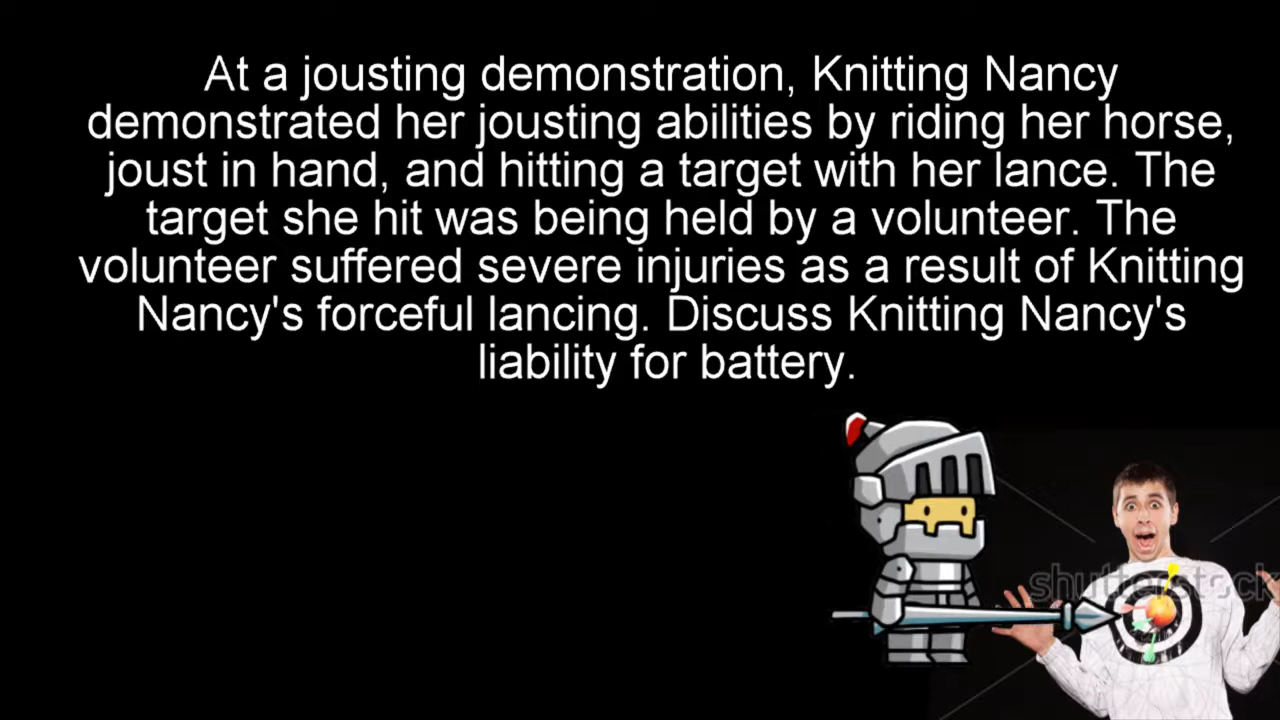 At a jousting demonstration, Knitting Nancy
demonstrated her jousting abilities by riding her horse,
joust in hand, and hitting a target with her lance. The
target she hit was being held by a volunteer. The
volunteer suffered severe injuries as a result of Knitting
Nancy's forceful lancing. Discuss Knitting Nancy's
liability for battery.
shutterstock